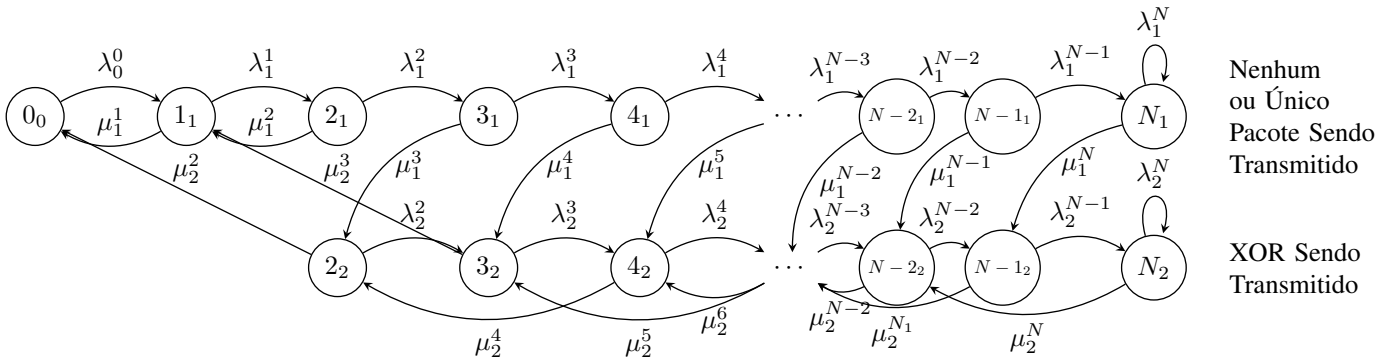 λ_0^0 λ_1^1 λ_1^2 λ_1^3 λ_1^4 λ_1^{N−3} λ_1^{N−2} λ_1^{N−1} λ_1^N
0_0 1_1 2_1 3_1 4_1 ··· N − 2_1 N − 1_1 N_1
μ_1^1 μ_1^2
μ_2^2 μ_2^3 μ_1^3 μ_1^4 μ_1^5 μ_1^{N−2} μ_1^{N−1} μ_1^N
Nenhum
ou Único
Pacote Sendo
Transmitido
λ_2^2 λ_2^3 λ_2^4 λ_2^{N−3} λ_2^{N−2} λ_2^{N−1} λ_2^N
2_2 3_2 4_2 ··· N − 2_2 N − 1_2 N_2
μ_2^4 μ_2^5 μ_2^6 μ_2^{N−2} μ_2^{N_1} μ_2^N
XOR Sendo
Transmitido